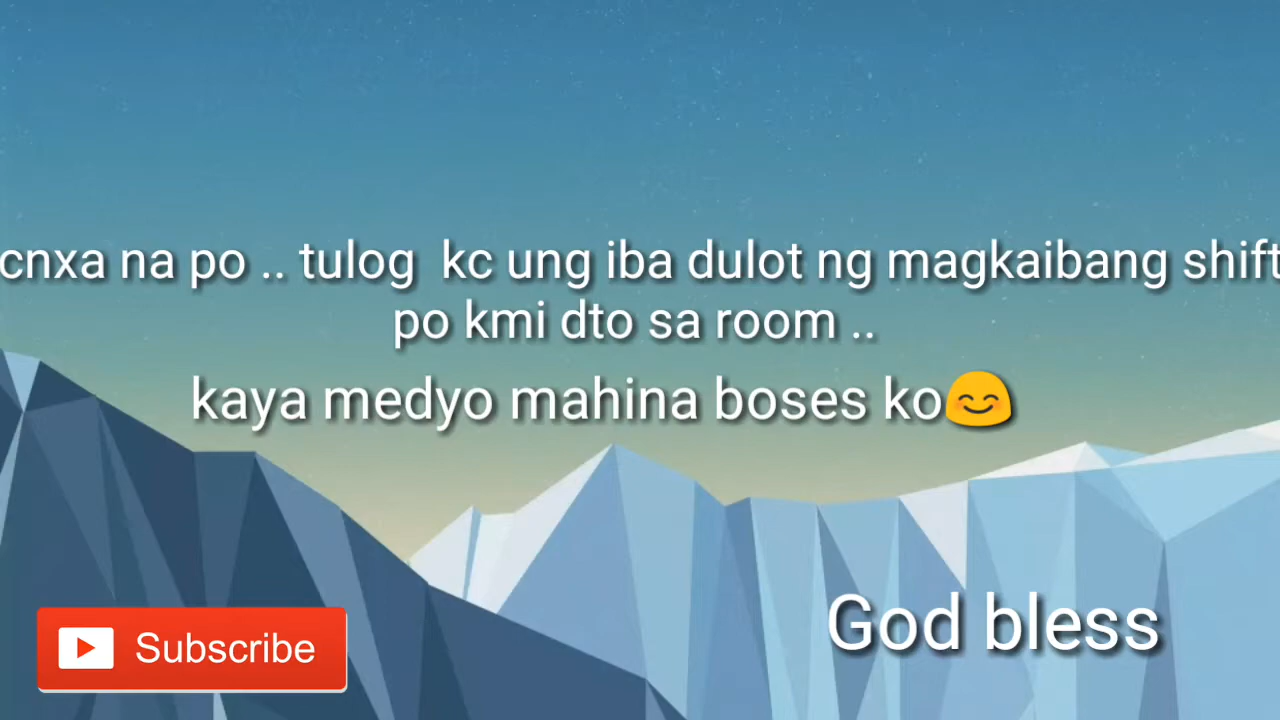 cnxa na po .. tulog  kc ung iba dulot ng magkaibang shift
po kmi dto sa room ..
kaya medyo mahina boses ko😊
God bless
Subscribe